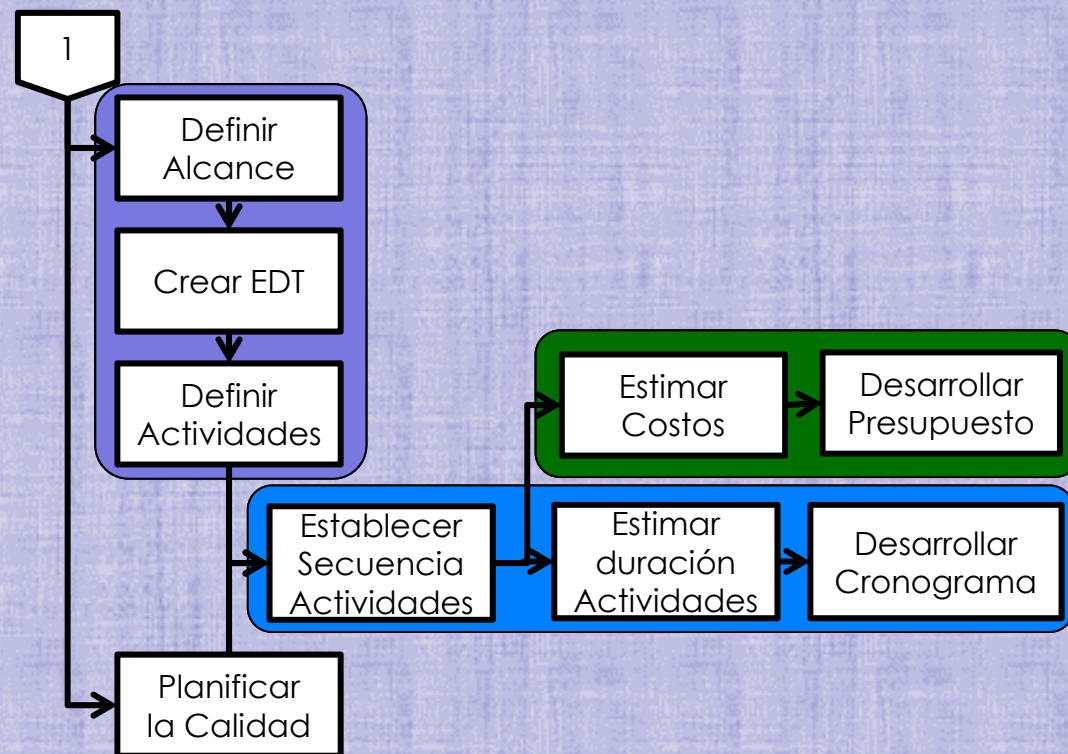 1
Definir
Alcance
Crear EDT
Definir
Actividades
Estimar
Costos
Desarrollar
Presupuesto
Establecer
Secuencia
Actividades
Estimar
duración
Actividades
Desarrollar
Cronograma
Planificar
la Calidad